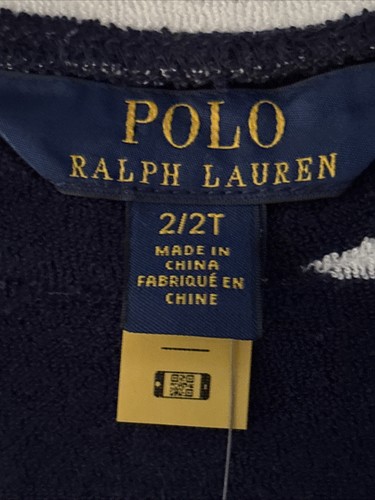 POLO
RALPH LAUREN
2/2T
MADE IN
CHINA
FABRIQUÉ EN
CHINE